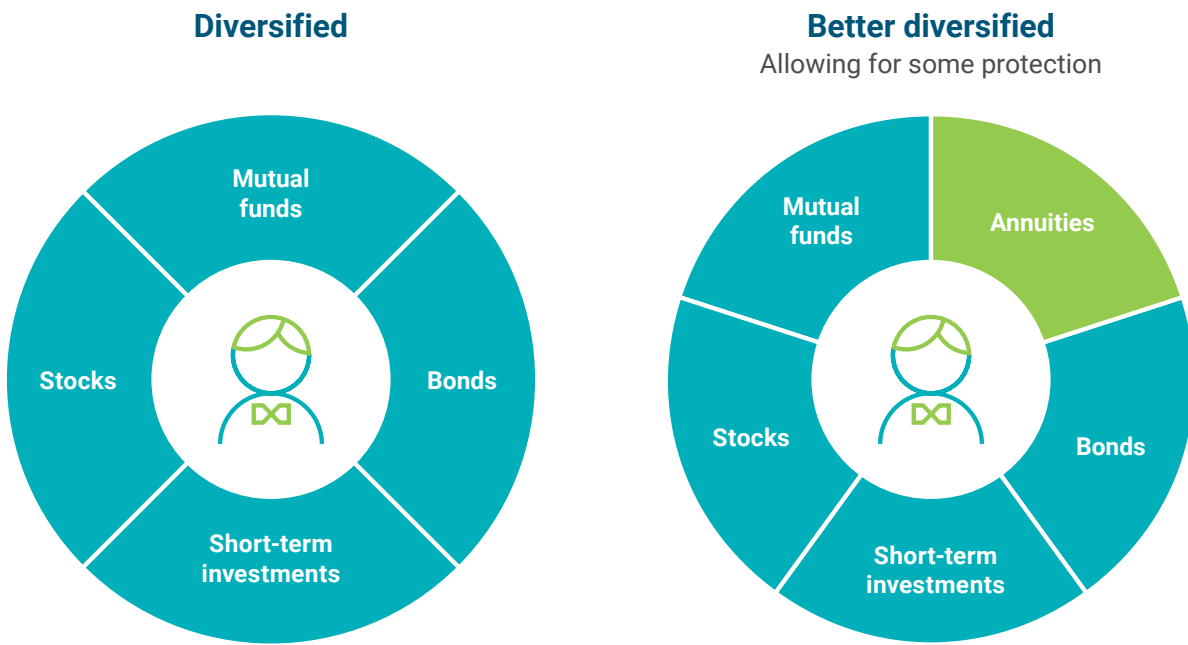 Diversified
Mutual
funds
Stocks
Bonds
Short-term
investments
Better diversified
Allowing for some protection
Mutual
funds
Annuities
Stocks
Bonds
Short-term
investments